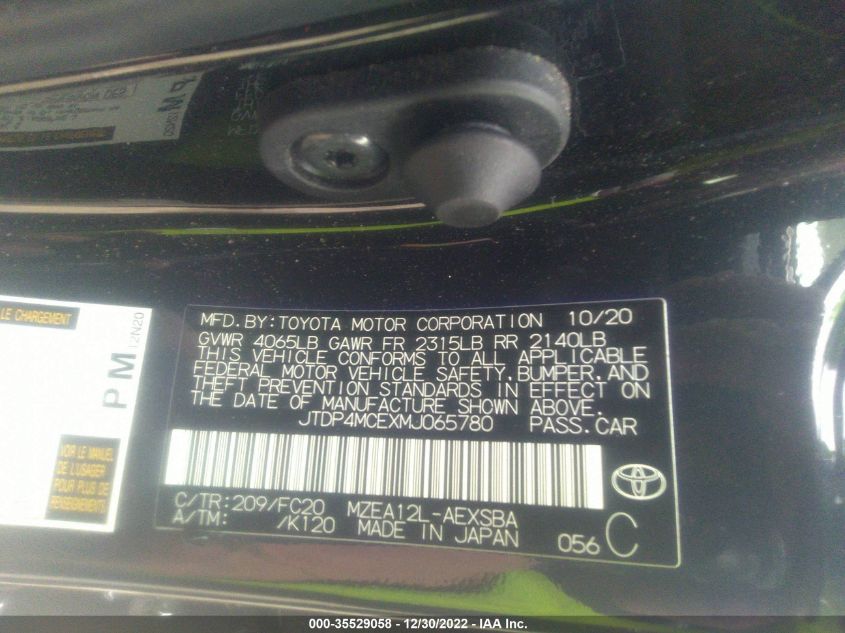 LE CHARGEMENT
PM
12N20
VOIR LE MANUEL
DE L'USAGER
POUR PLUS DE
RENSEIGNEMENTS
MFD. BY: TOYOTA MOTOR CORPORATION 10/20
GVWR 4065LB GAWR FR 2315LB RR 2140LB
THIS VEHICLE CONFORMS TO ALL APPLICABLE
FEDERAL MOTOR VEHICLE SAFETY, BUMPER, AND
THEFT PREVENTION STANDARDS IN EFFECT ON
THE DATE OF MANUFACTURE SHOWN ABOVE.
JTDP4MCEXMJ065780 PASS.CAR
C/TR: 209/FC20 MZEA12L-AEXSBA
A/TM: /K120 MADE IN JAPAN 056 C
000-35529058 - 12/30/2022 - IAA Inc.